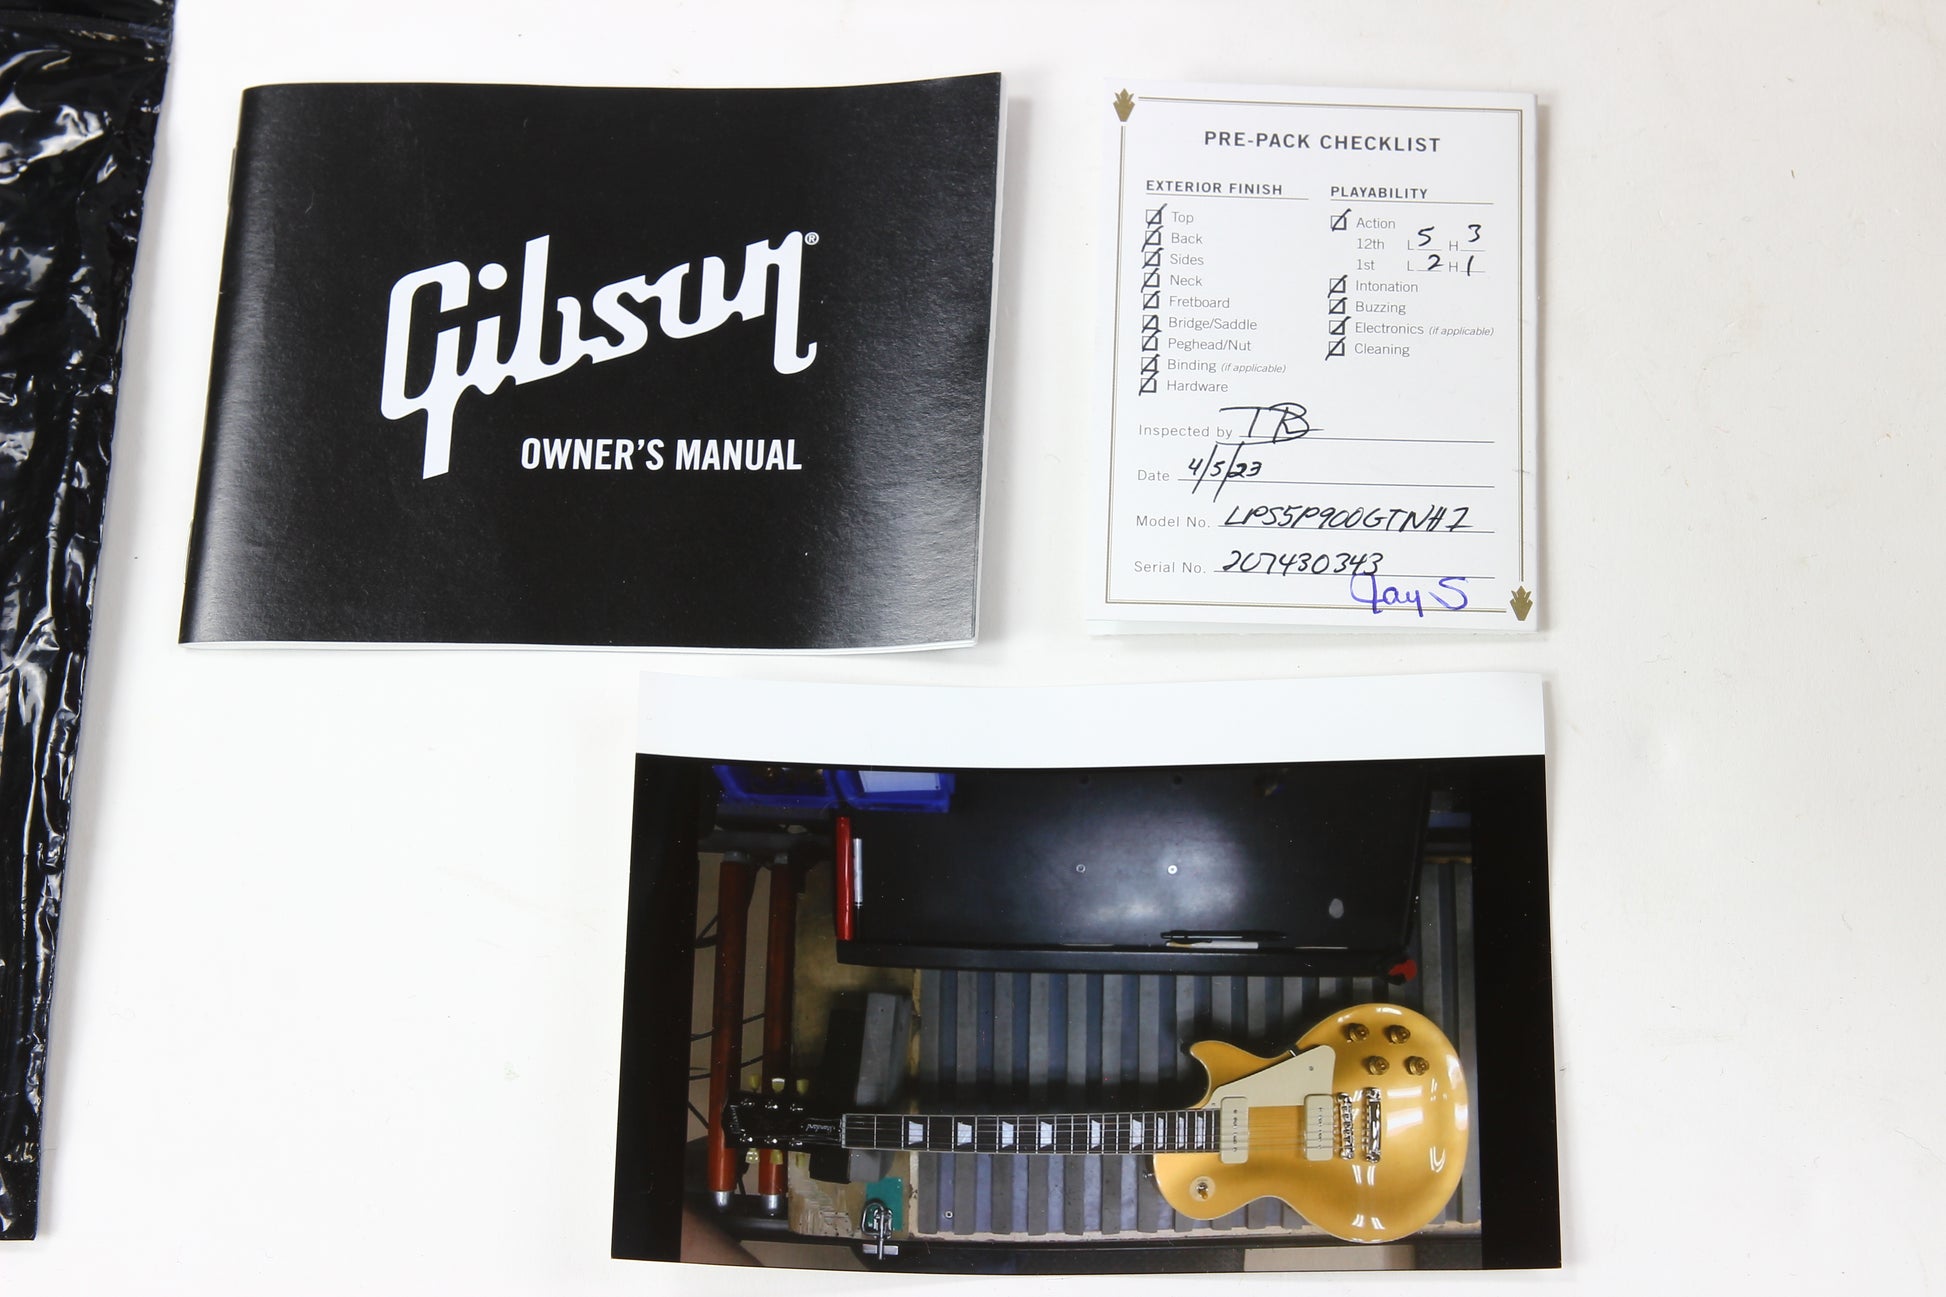 Gibson®
OWNER'S MANUAL
PRE-PACK CHECKLIST
EXTERIOR FINISH
Top
Back
Sides
Neck
Fretboard
Bridge/Saddle
Peghead/Nut
Binding (if applicable)
Hardware
PLAYABILITY
Action
12th L 5 H 3
1st L 2 H 1
Intonation
Buzzing
Electronics (if applicable)
Cleaning
Inspected by TB
Date 4/5/23
Model No. LPS5P900GTNH1
Serial No. 207430343
Jay S
Standard